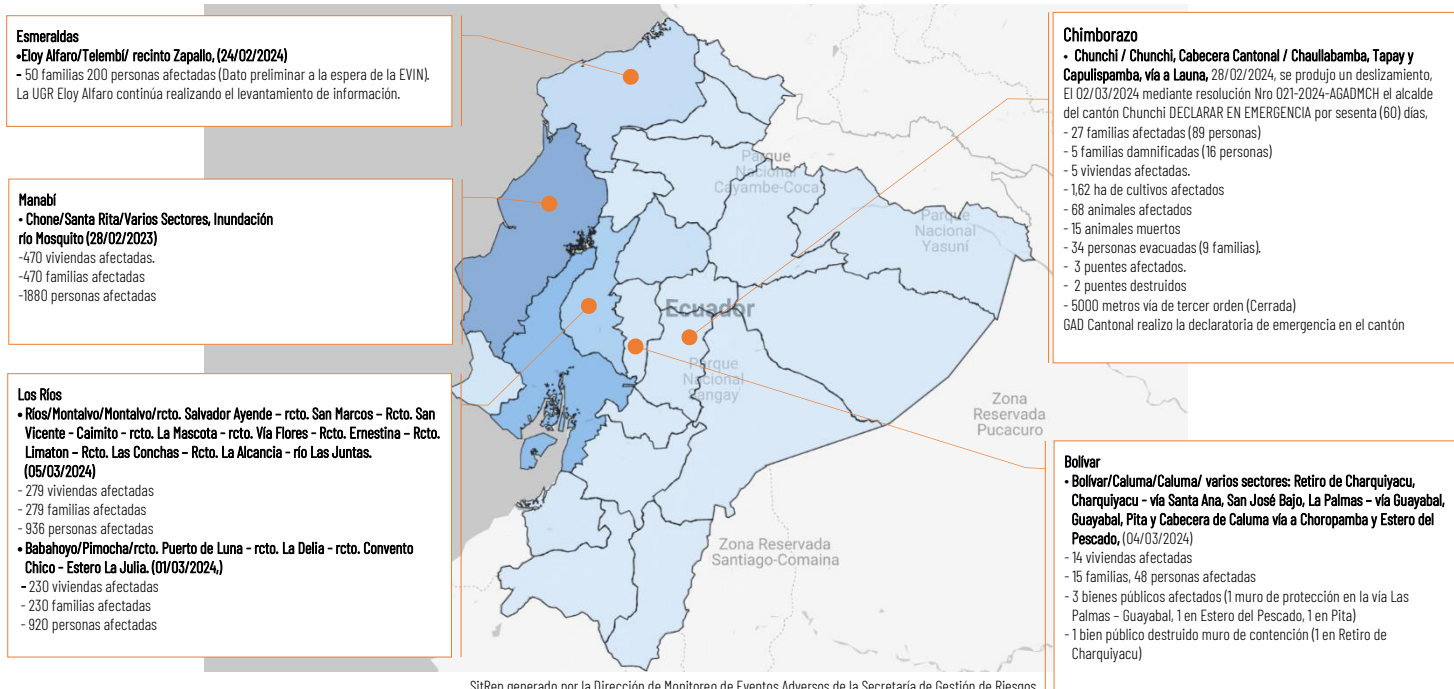 Esmeraldas
•Eloy Alfaro/Telembí/ recinto Zapallo, (24/02/2024)
- 50 familias 200 personas afectadas (Dato preliminar a la espera de la EVIN).
La UGR Eloy Alfaro continúa realizando el levantamiento de información.
Manabí
• Chone/Santa Rita/Varios Sectores, Inundación
río Mosquito (28/02/2023)
-470 viviendas afectadas.
-470 familias afectadas
-1880 personas afectadas
Los Ríos
• Ríos/Montalvo/Montalvo/rcto. Salvador Ayende – rcto. San Marcos – Rcto. San
Vicente - Caimito - rcto. La Mascota - rcto. Vía Flores - Rcto. Ernestina – Rcto.
Limaton – Rcto. Las Conchas – Rcto. La Alcancia - río Las Juntas.
(05/03/2024)
- 279 viviendas afectadas
- 279 familias afectadas
- 936 personas afectadas
• Babahoyo/Pimocha/rcto. Puerto de Luna - rcto. La Delia - rcto. Convento
Chico - Estero La Julia. (01/03/2024,)
- 230 viviendas afectadas
- 230 familias afectadas
- 920 personas afectadas
Parque
Nacional
Cayambe-Coca
Parque
Nacional
Yasuní
Ecuador
Parque
Nacional
Sangay
Zona
Reservada
Pucacuro
Zona Reservada
Santiago-Comaina
Chimborazo
• Chunchi / Chunchi, Cabecera Cantonal / Chaullabamba, Tapay y
Capulispamba, vía a Launa, 28/02/2024, se produjo un deslizamiento,
El 02/03/2024 mediante resolución Nro 021-2024-AGADMCH el alcalde
del cantón Chunchi DECLARAR EN EMERGENCIA por sesenta (60) días,
- 27 familias afectadas (89 personas)
- 5 familias damnificadas (16 personas)
- 5 viviendas afectadas.
- 1,62 ha de cultivos afectados
- 68 animales afectados
- 15 animales muertos
- 34 personas evacuadas (9 familias).
- 3 puentes afectados.
- 2 puentes destruidos
- 5000 metros vía de tercer orden (Cerrada)
GAD Cantonal realizo la declaratoria de emergencia en el cantón
Bolívar
• Bolívar/Caluma/Caluma/ varios sectores: Retiro de Charquiyacu,
Charquiyacu - vía Santa Ana, San José Bajo, La Palmas – vía Guayabal,
Guayabal, Pita y Cabecera de Caluma vía a Choropamba y Estero del
Pescado, (04/03/2024)
- 14 viviendas afectadas
- 15 familias, 48 personas afectadas
- 3 bienes públicos afectados (1 muro de protección en la vía Las
Palmas – Guayabal, 1 en Estero del Pescado, 1 en Pita)
- 1 bien público destruido muro de contención (1 en Retiro de
Charquiyacu)
SitRep generado por la Dirección de Monitoreo de Eventos Adversos de la Secretaría de Gestión de Riesgos